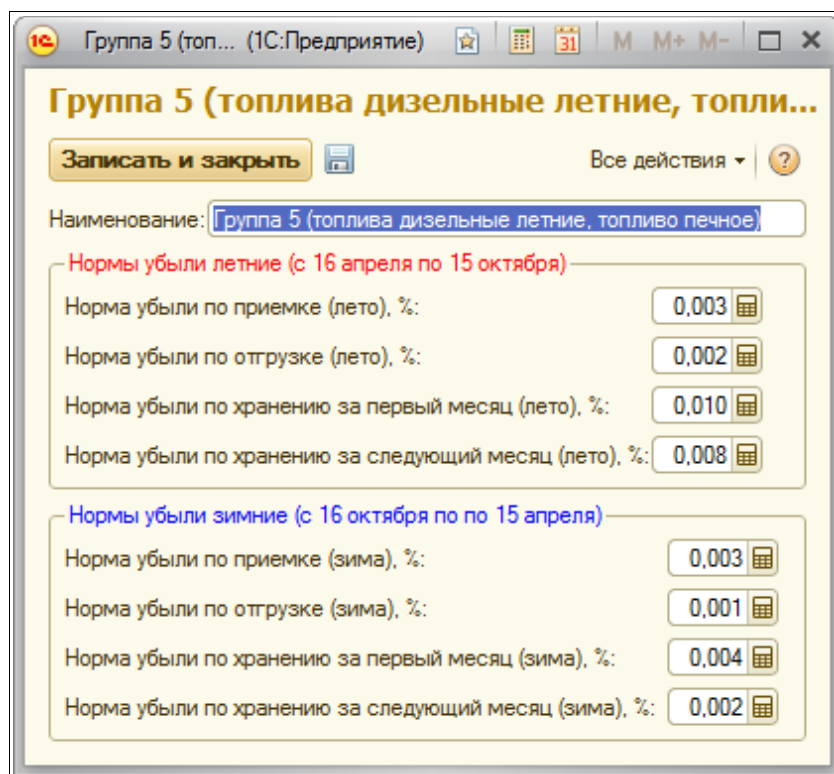 1С Группа 5 (топ... (1С:Предприятие) 31 M M+ M-
Группа 5 (топлива дизельные летние, топли...
Записать и закрыть Все действия ?
Наименование: Группа 5 (топлива дизельные летние, топливо печное)
Нормы убыли летние (с 16 апреля по 15 октября)
Норма убыли по приемке (лето), %: 0,003
Норма убыли по отгрузке (лето), %: 0,002
Норма убыли по хранению за первый месяц (лето), %: 0,010
Норма убыли по хранению за следующий месяц (лето), %: 0,008
Нормы убыли зимние (с 16 октября по по 15 апреля)
Норма убыли по приемке (зима), %: 0,003
Норма убыли по отгрузке (зима), %: 0,001
Норма убыли по хранению за первый месяц (зима), %: 0,004
Норма убыли по хранению за следующий месяц (зима), %: 0,002